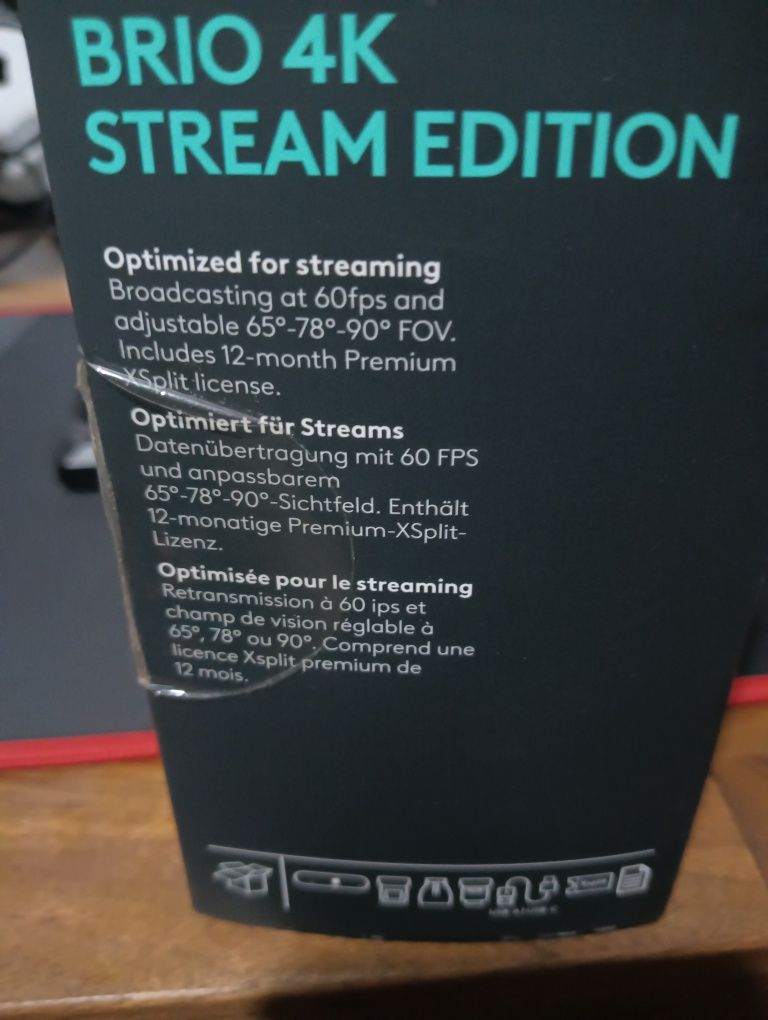 BRIO 4K
STREAM EDITION
Optimized for streaming
Broadcasting at 60fps and
adjustable 65°-78°-90° FOV.
Includes 12-month Premium
XSplit license.
Optimiert für Streams
Datenübertragung mit 60 FPS
und anpassbarem
65°-78°-90°-Sichtfeld. Enthält
12-monatige Premium-XSplit-
Lizenz.
Optimisée pour le streaming
Retransmission à 60 ips et
champ de vision réglable à
65°, 78° ou 90°. Comprend une
licence Xsplit premium de
12 mois.